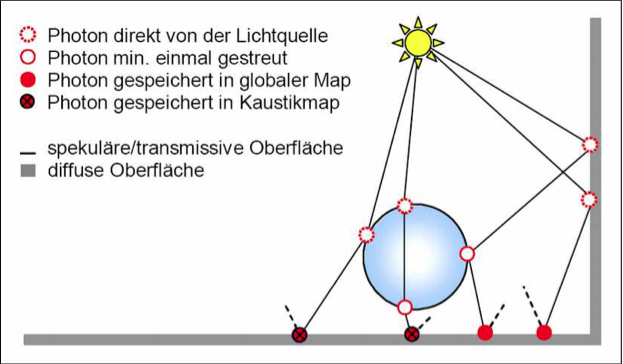 Photon direkt von der Lichtquelle
Photon min. einmal gestreut
Photon gespeichert in globaler Map
Photon gespeichert in Kaustikmap
spekuläre/transmissive Oberfläche
diffuse Oberfläche